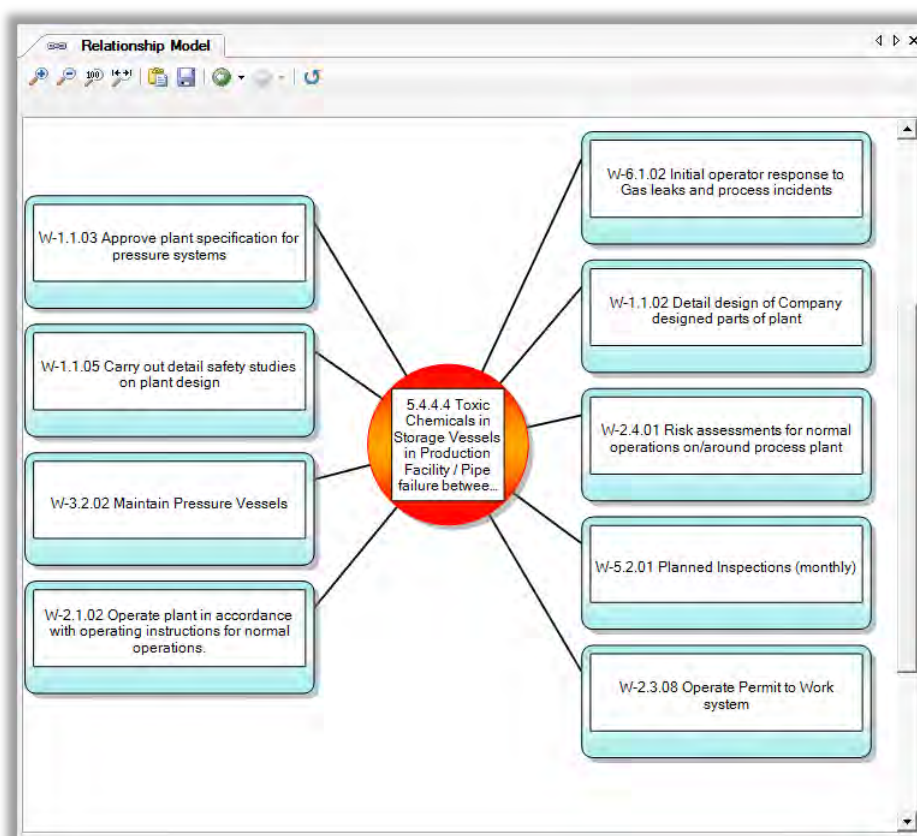 Relationship Model
100
W-1.1.03 Approve plant specification for
pressure systems
W-1.1.05 Carry out detail safety studies
on plant design
W-3.2.02 Maintain Pressure Vessels
W-2.1.02 Operate plant in accordance
with operating instructions for normal
operations.
5.4.4.4 Toxic
Chemicals in
Storage Vessels
in Production
Facility / Pipe
failure betwee...
W-6.1.02 Initial operator response to
Gas leaks and process incidents
W-1.1.02 Detail design of Company
designed parts of plant
W-2.4.01 Risk assessments for normal
operations on/around process plant
W-5.2.01 Planned Inspections (monthly)
W-2.3.08 Operate Permit to Work
system